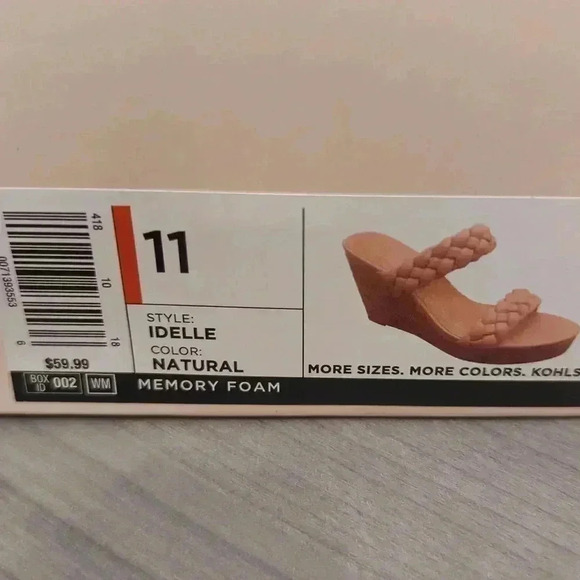 418 10 18
0071393553 6
$59.99
BOX ID 002 WM
11
STYLE:
IDELLE
COLOR:
NATURAL
MEMORY FOAM
MORE SIZES. MORE COLORS. KOHLS